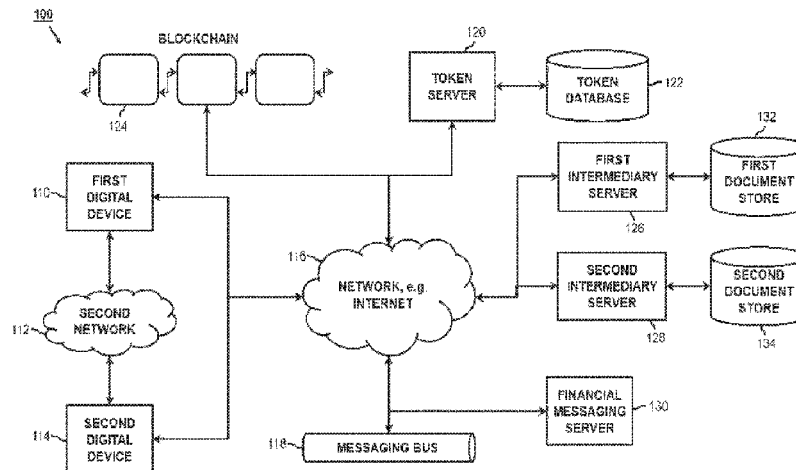 100
BLOCKCHAIN
124
120
TOKEN
SERVER
TOKEN
DATABASE
122
110
FIRST
DIGITAL
DEVICE
SECOND
NETWORK
112
114
SECOND
DIGITAL
DEVICE
116
NETWORK, e.g.
INTERNET
FIRST
INTERMEDIARY
SERVER
126
132
FIRST
DOCUMENT
STORE
SECOND
INTERMEDIARY
SERVER
128
SECOND
DOCUMENT
STORE
134
FINANCIAL
MESSAGING
SERVER
130
118
MESSAGING BUS